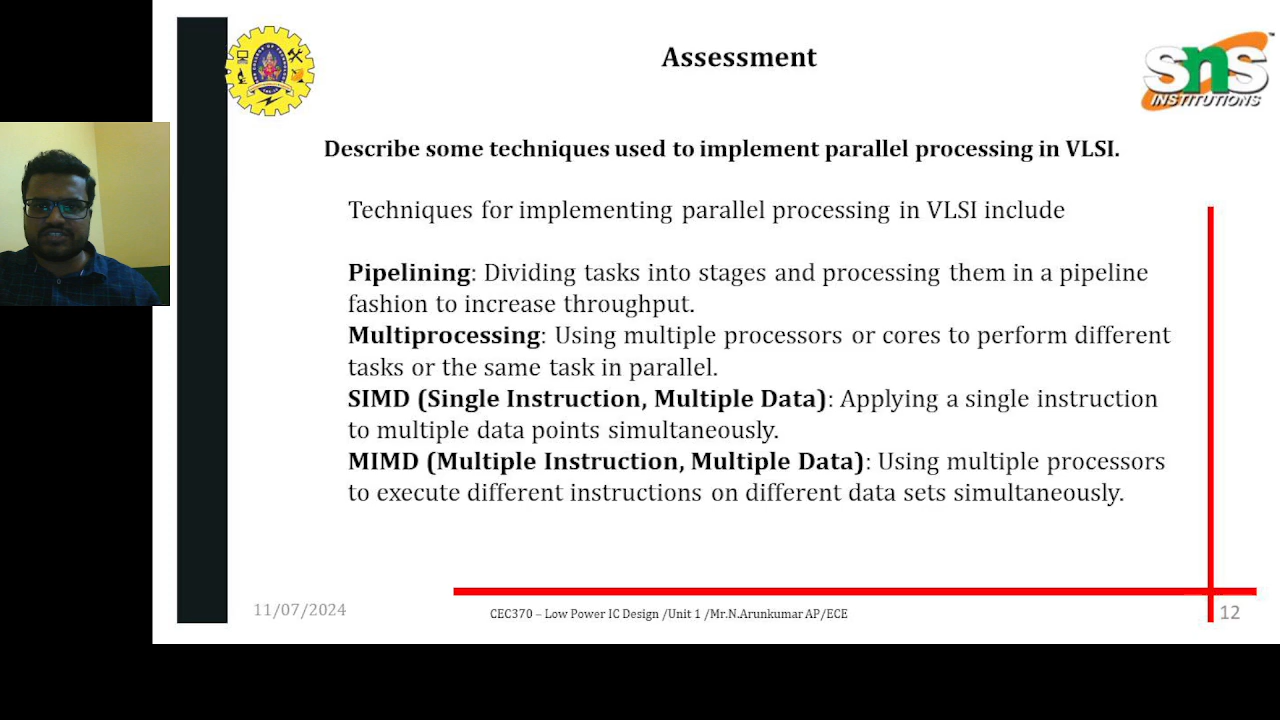 Assessment
sns
INSTITUTIONS
Describe some techniques used to implement parallel processing in VLSI.
Techniques for implementing parallel processing in VLSI include
Pipelining: Dividing tasks into stages and processing them in a pipeline
fashion to increase throughput.
Multiprocessing: Using multiple processors or cores to perform different
tasks or the same task in parallel.
SIMD (Single Instruction, Multiple Data): Applying a single instruction
to multiple data points simultaneously.
MIMD (Multiple Instruction, Multiple Data): Using multiple processors
to execute different instructions on different data sets simultaneously.
11/07/2024
CEC370 – Low Power IC Design /Unit 1 /Mr.N.Arunkumar AP/ECE
12